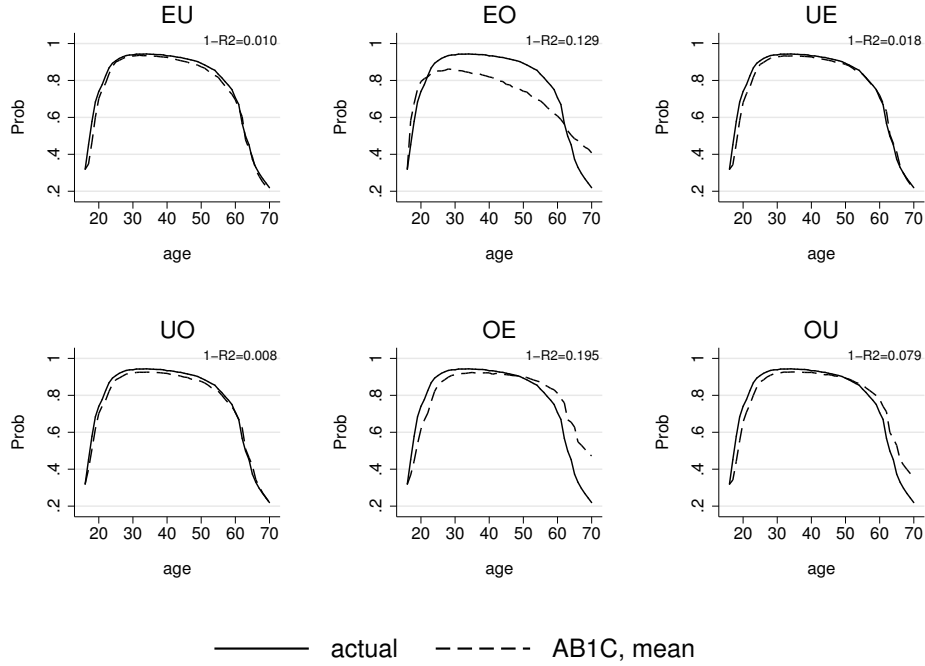 EU
1−R2=0.010
Prob
.2 .4 .6 .8 1
20 30 40 50 60 70
age
EO
1−R2=0.129
Prob
.2 .4 .6 .8 1
20 30 40 50 60 70
age
UE
1−R2=0.018
Prob
.2 .4 .6 .8 1
20 30 40 50 60 70
age
UO
1−R2=0.008
Prob
.2 .4 .6 .8 1
20 30 40 50 60 70
age
OE
1−R2=0.195
Prob
.2 .4 .6 .8 1
20 30 40 50 60 70
age
OU
1−R2=0.079
Prob
.2 .4 .6 .8 1
20 30 40 50 60 70
age
actual
AB1C, mean